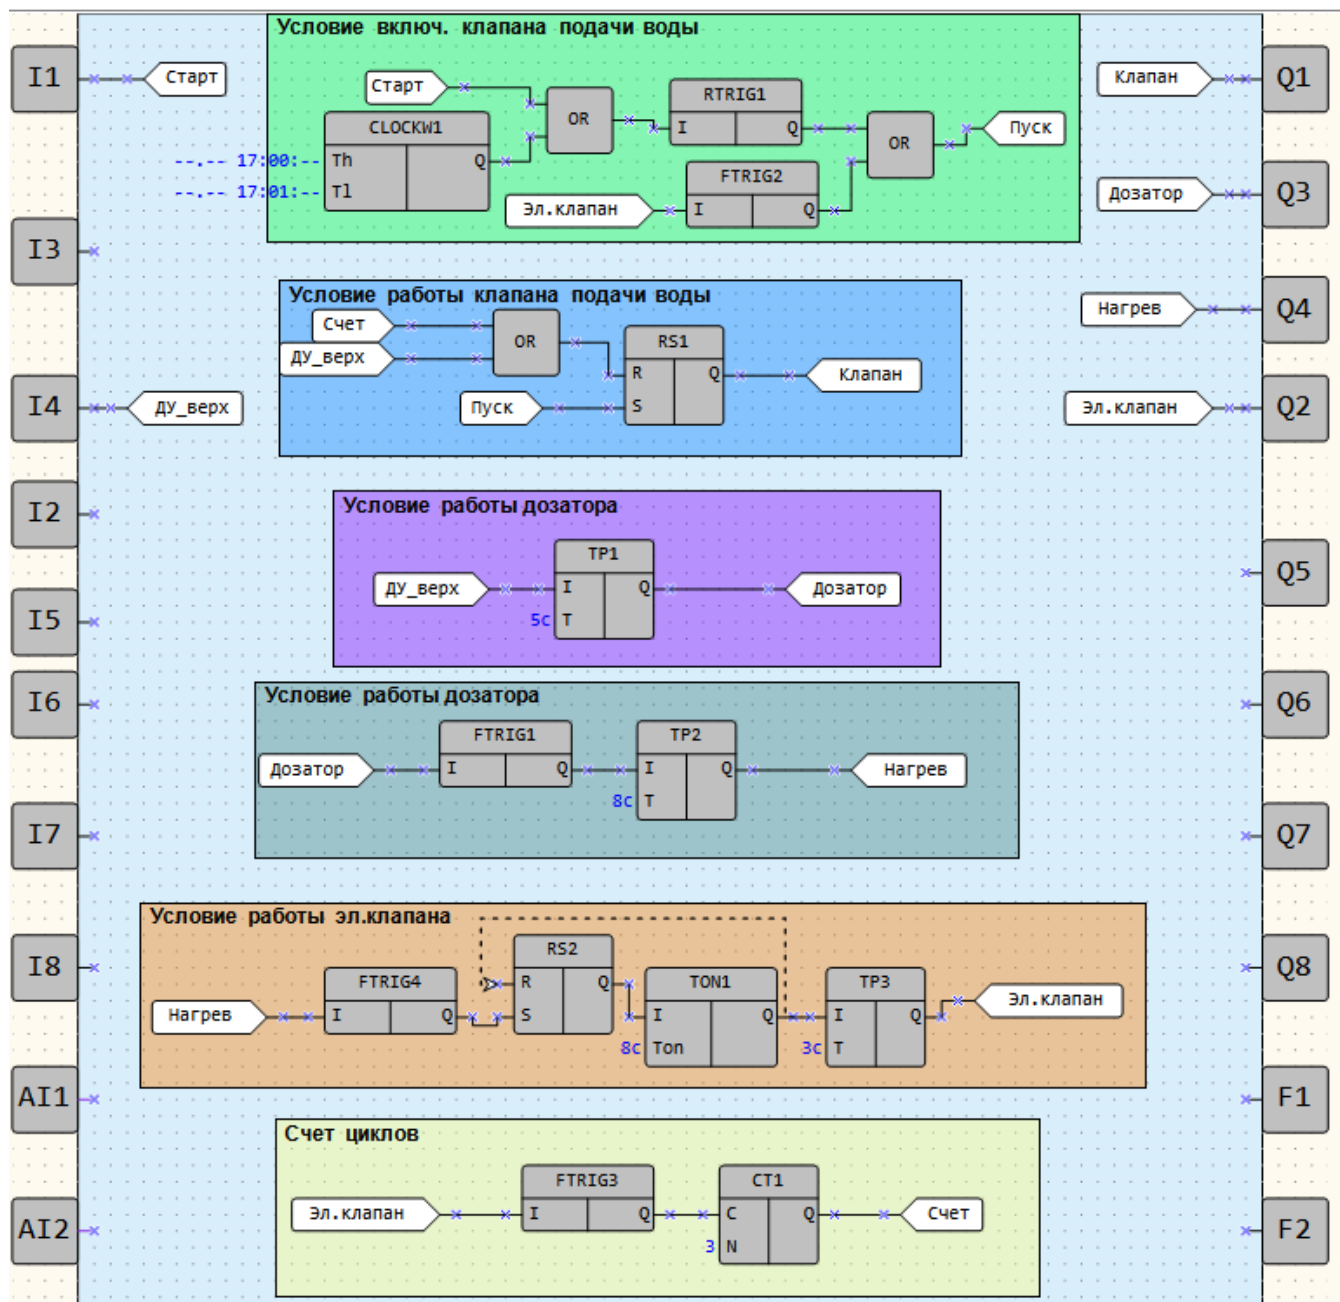 Условие включ. клапана подачи воды
I1
Старт
Старт
OR
RTRIG1
I Q
OR
Пуск
Клапан
Q1
CLOCKW1
--.-- 17:00:-- Th Q
--.-- 17:01:-- Tl
FTRIG2
Эл.клапан
I Q
Дозатор
Q3
I3
Условие работы клапана подачи воды
Счет
ДУ_верх
OR
RS1
R Q
S
Пуск
Клапан
Нагрев
Q4
I4
ДУ_верх
Эл.клапан
Q2
I2
Условие работы дозатора
TP1
ДУ_верх
I Q
5с T
Дозатор
Q5
I5
I6
Условие работы дозатора
Дозатор
FTRIG1
I Q
TP2
I Q
8с T
Нагрев
Q6
I7
Q7
Условие работы эл.клапана
I8
Нагрев
FTRIG4
I Q
RS2
R Q
S
TON1
I Q
8с Ton
TP3
I Q
3с T
Эл.клапан
Q8
AI1
F1
Счет циклов
Эл.клапан
FTRIG3
I Q
CT1
C Q
3 N
Счет
AI2
F2